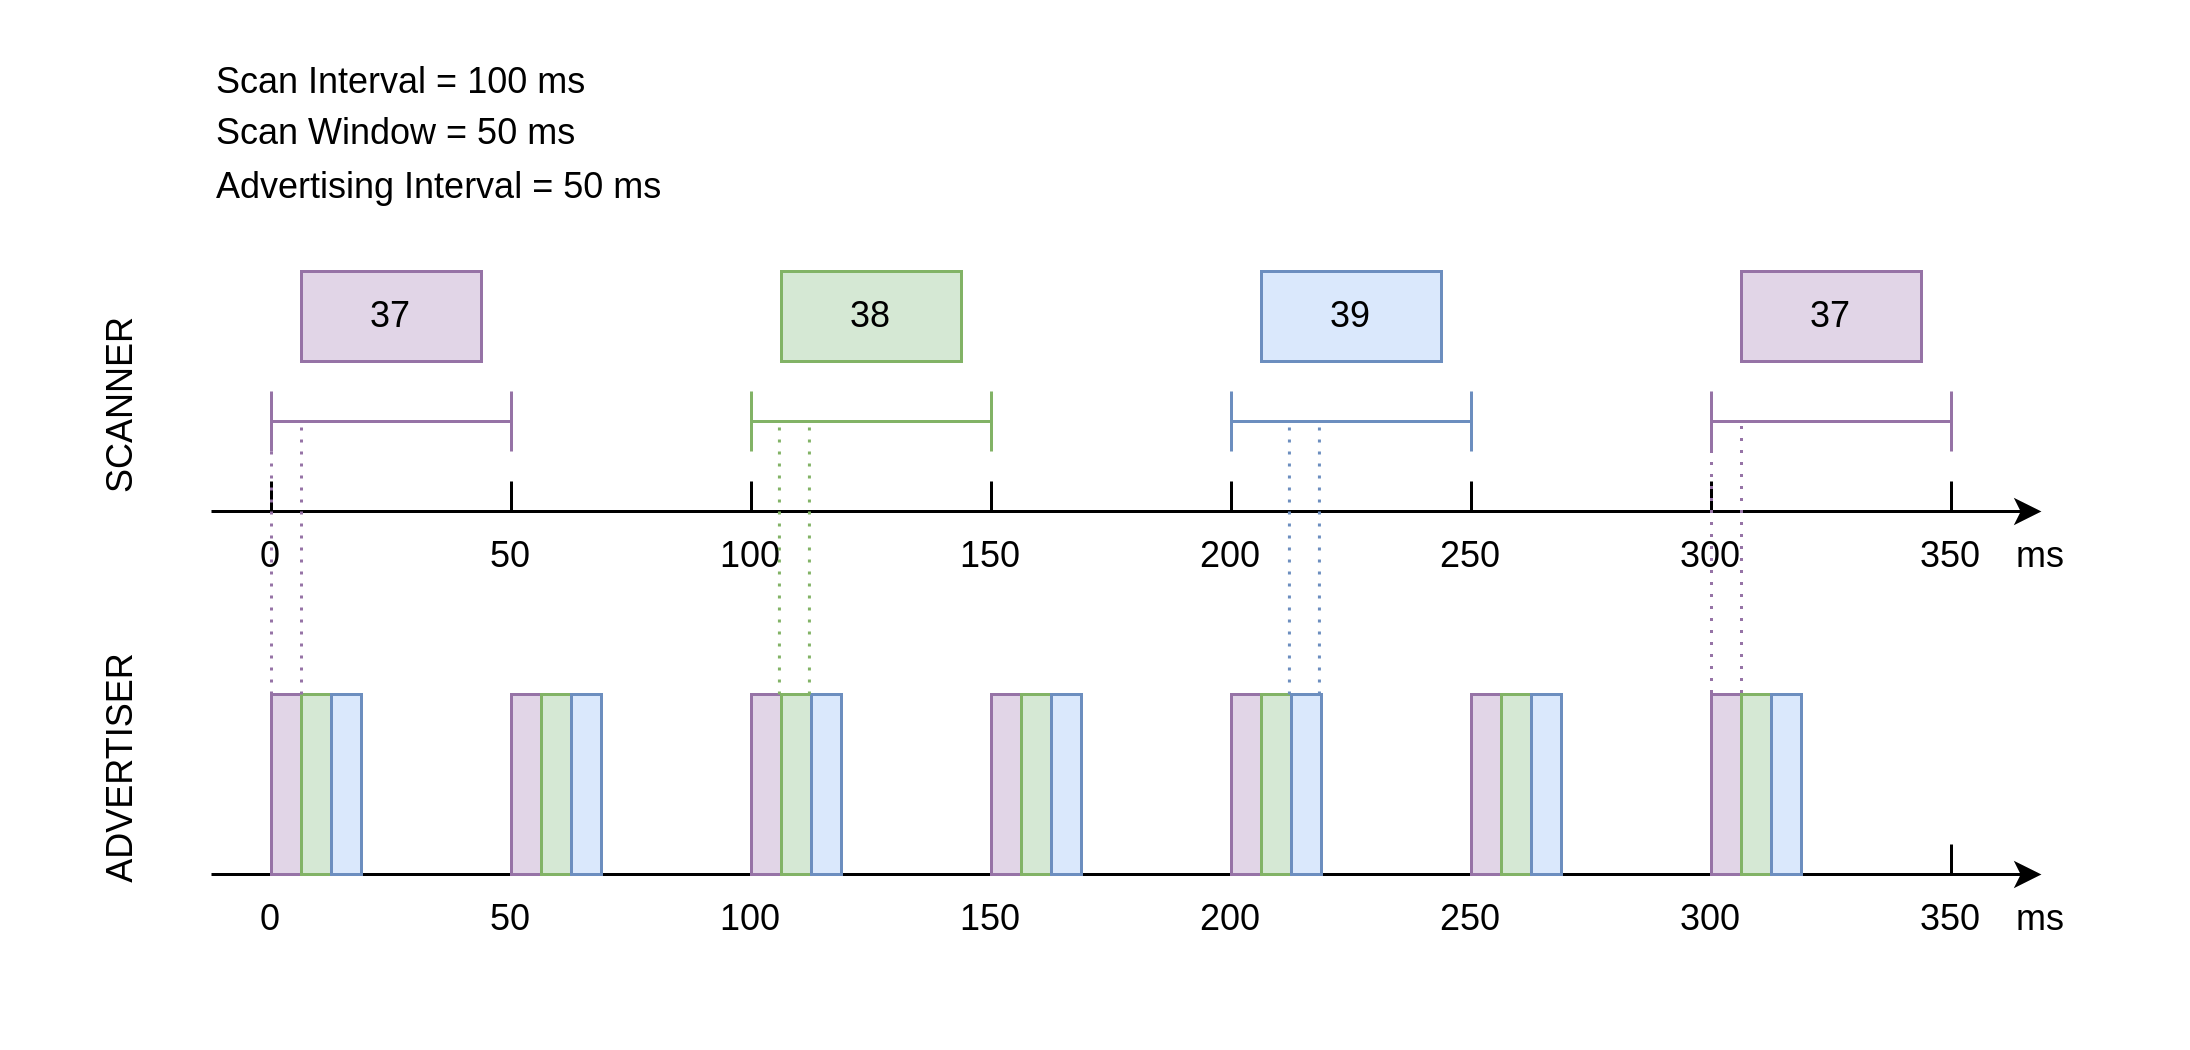 Scan Interval = 100 ms
Scan Window = 50 ms
Advertising Interval = 50 ms
37 38 39 37
SCANNER
0 50 100 150 200 250 300 350 ms
ADVERTISER
0 50 100 150 200 250 300 350 ms